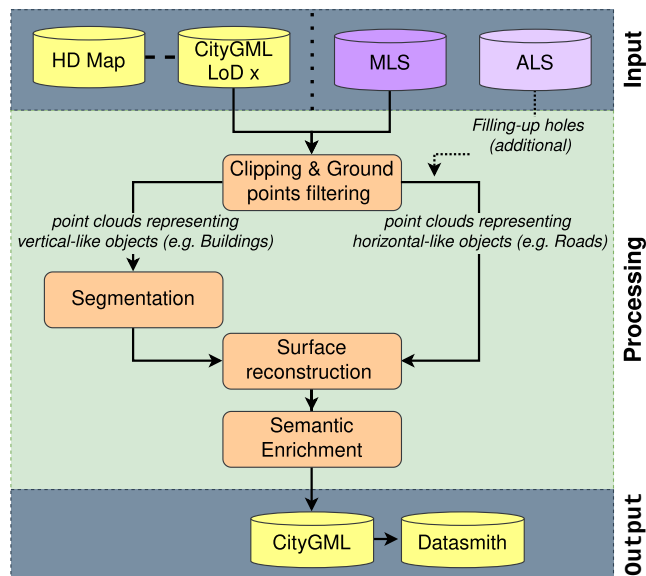 HD Map
CityGML
LoD x
MLS
ALS
Input
Filling-up holes
(additional)
Clipping & Ground
points filtering
point clouds representing
vertical-like objects (e.g. Buildings)
point clouds representing
horizontal-like objects (e.g. Roads)
Processing
Segmentation
Surface
reconstruction
Semantic
Enrichment
Output
CityGML
Datasmith